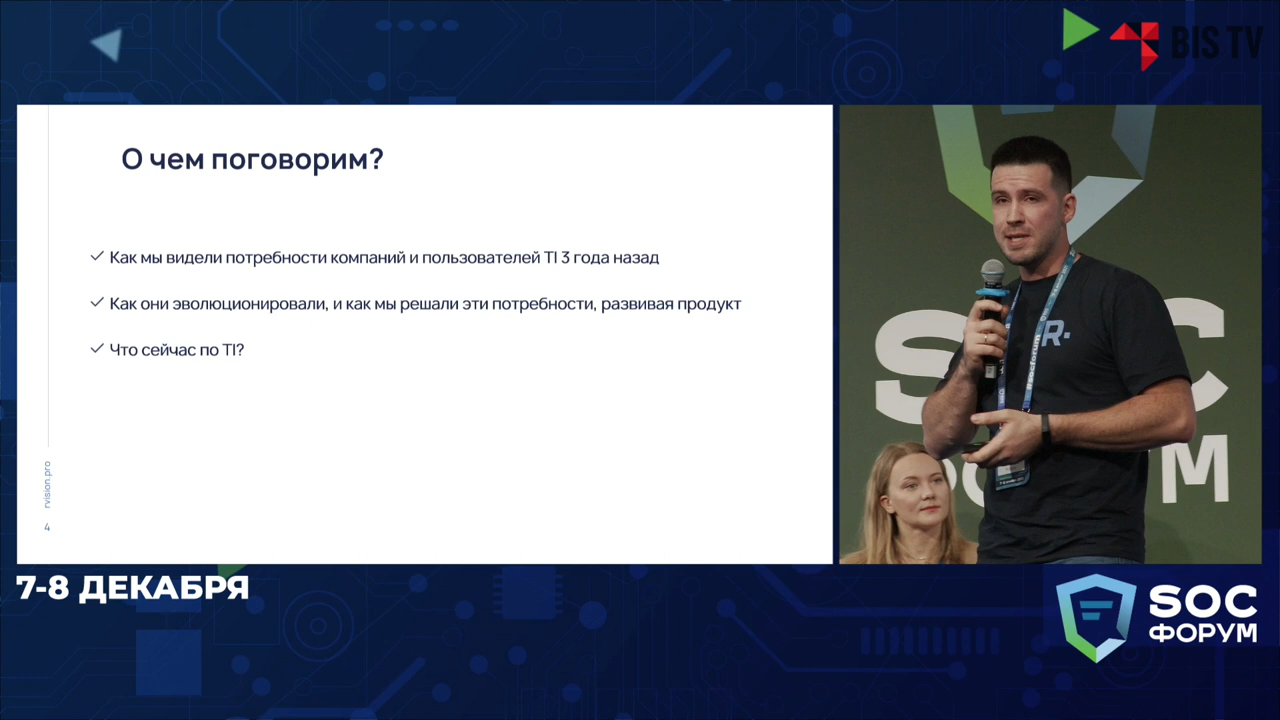 BIS TV
О чем поговорим?
Как мы видели потребности компаний и пользователей TI 3 года назад
Как они эволюционировали, и как мы решали эти потребности, развивая продукт
Что сейчас по TI?
rvision.pro
4
R·
#socforum
7-8 ДЕКАБРЯ
SOC
ФОРУМ